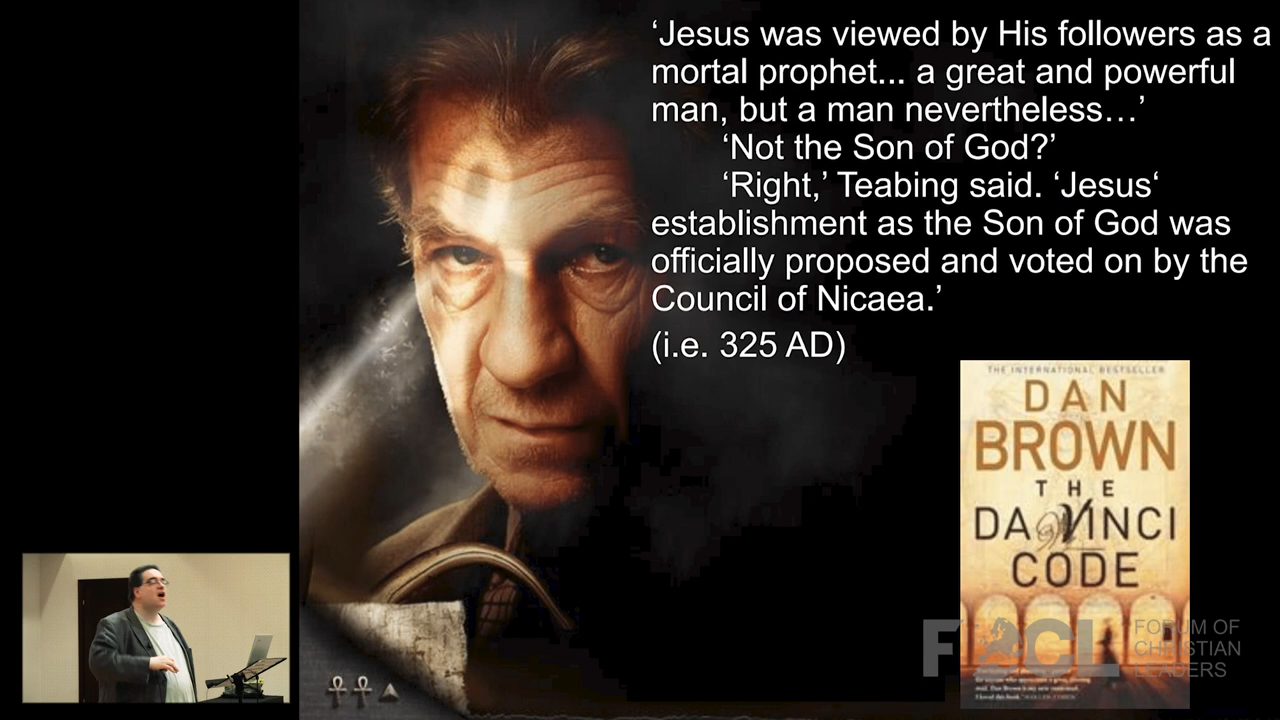 ‘Jesus was viewed by His followers as a
mortal prophet... a great and powerful
man, but a man nevertheless…’
‘Not the Son of God?’
‘Right,’ Teabing said. ‘Jesus‘
establishment as the Son of God was
officially proposed and voted on by the
Council of Nicaea.’
(i.e. 325 AD)
THE INTERNATIONAL BESTSELLER
DAN
BROWN
THE
DA VINCI
CODE
FOCL
FORUM OF
CHRISTIAN
LEADERS